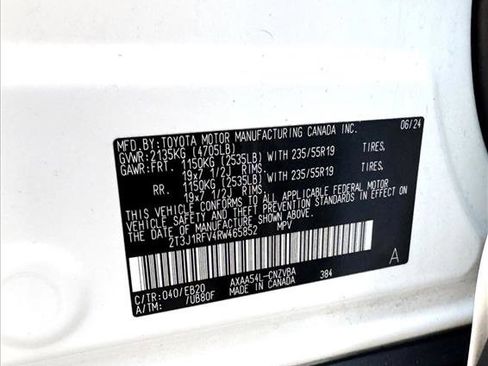 MFD.BY:TOYOTA MOTOR MANUFACTURING CANADA INC. 06/24
GVWR:2135KG (4705LB)
GAWR:FRT. 1150KG (2535LB) WITH 235/55R19 TIRES,
19x7 1/2J RIMS.
RR. 1150KG (2535LB) WITH 235/55R19 TIRES,
19x7 1/2J RIMS.
THIS VEHICLE CONFORMS TO ALL APPLICABLE FEDERAL MOTOR
VEHICLE SAFETY AND THEFT PREVENTION STANDARDS IN EFFECT
ON THE DATE OF MANUFACTURE SHOWN ABOVE.
2T3J1RFV4RW465852 MPV
A
C/TR:040/EB20 AXAA54L-CNZVBA 384
A/TM: /UB80F MADE IN CANADA